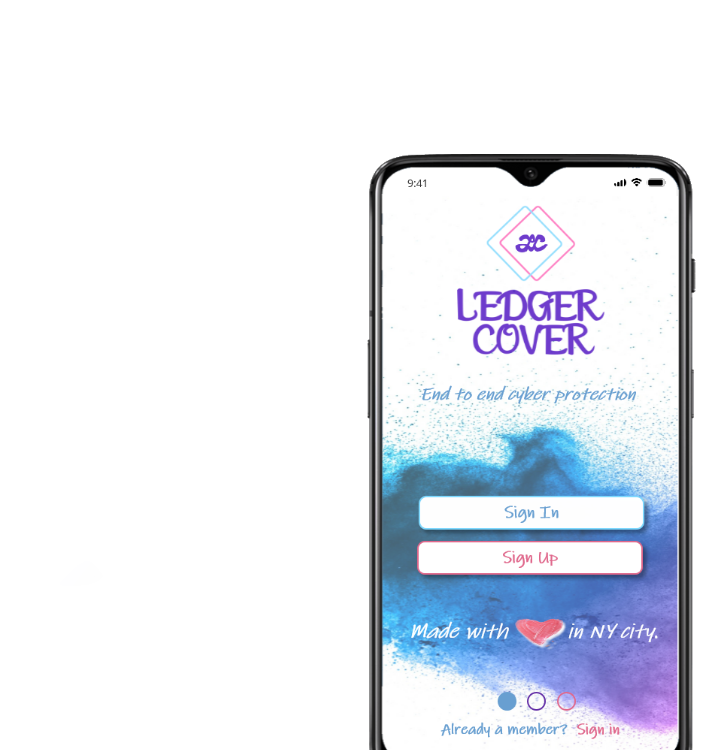 9:41
LEDGER
COVER
End to end cyber protection
Sign In
Sign Up
Made with in NY city.
Already a member? Sign in